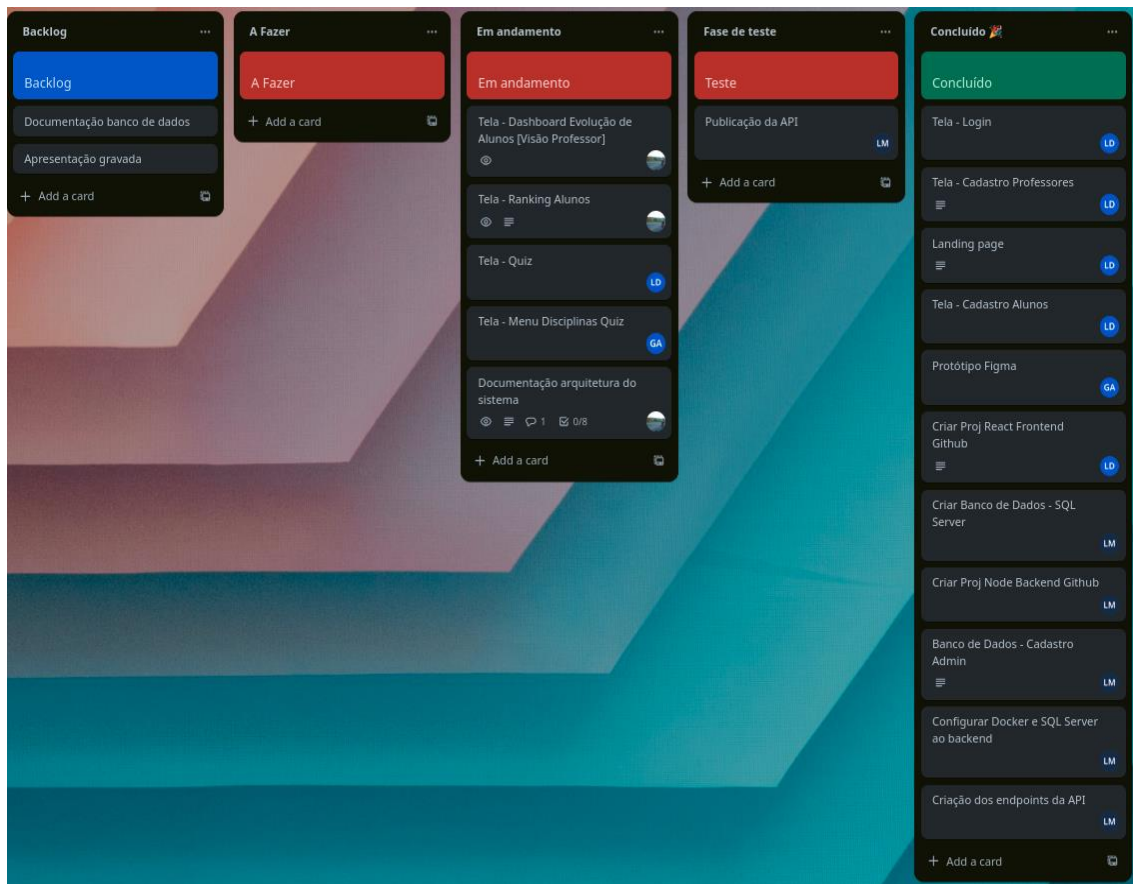 Backlog
Backlog
Documentação banco de dados
Apresentação gravada
+ Add a card
A Fazer
A Fazer
+ Add a card
Em andamento
Em andamento
Tela - Dashboard Evolução de
Alunos [Visão Professor]
Tela - Ranking Alunos
Tela - Quiz
LD
Tela - Menu Disciplinas Quiz
GA
Documentação arquitetura do
sistema
1
0/8
+ Add a card
Fase de teste
Teste
Publicação da API
LM
+ Add a card
Concluído 🎉
Concluído
Tela - Login
LD
Tela - Cadastro Professores
LD
Landing page
LD
Tela - Cadastro Alunos
LD
Protótipo Figma
GA
Criar Proj React Frontend
Github
LD
Criar Banco de Dados - SQL
Server
LM
Criar Proj Node Backend Github
LM
Banco de Dados - Cadastro
Admin
LM
Configurar Docker e SQL Server
ao backend
LM
Criação dos endpoints da API
LM
+ Add a card